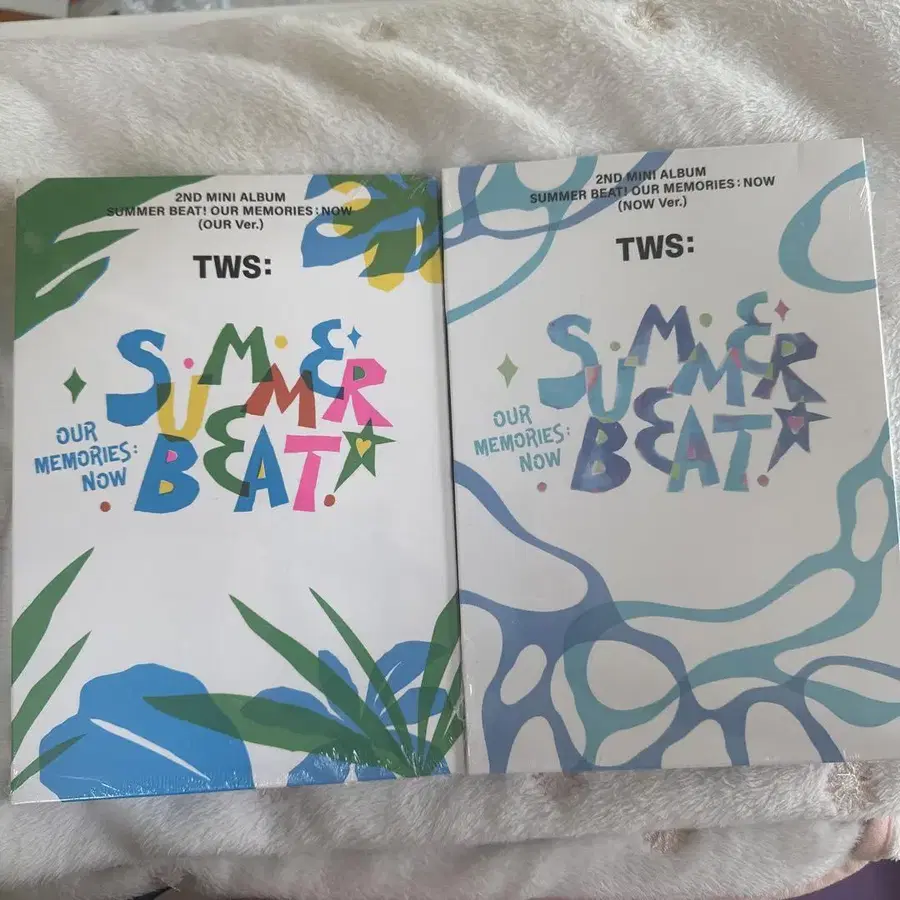 2ND MINI ALBUM
SUMMER BEAT! OUR MEMORIES : NOW
(OUR Ver.)
TWS:
SUMMER
BEAT!
OUR
MEMORIES:
NOW
2ND MINI ALBUM
SUMMER BEAT! OUR MEMORIES : NOW
(NOW Ver.)
TWS:
SUMMER
BEAT!
OUR
MEMORIES:
NOW